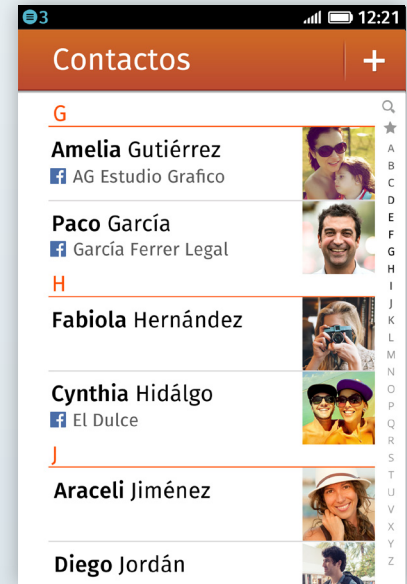 3 12:21
Contactos +
G
Amelia Gutiérrez
f AG Estudio Grafico
Paco García
f García Ferrer Legal
H
Fabiola Hernández
Cynthia Hidálgo
f El Dulce
J
Araceli Jiménez
Diego Jordán
A
B
C
D
E
F
G
H
I
J
K
L
M
N
O
P
Q
R
S
T
U
V
X
Y
Z